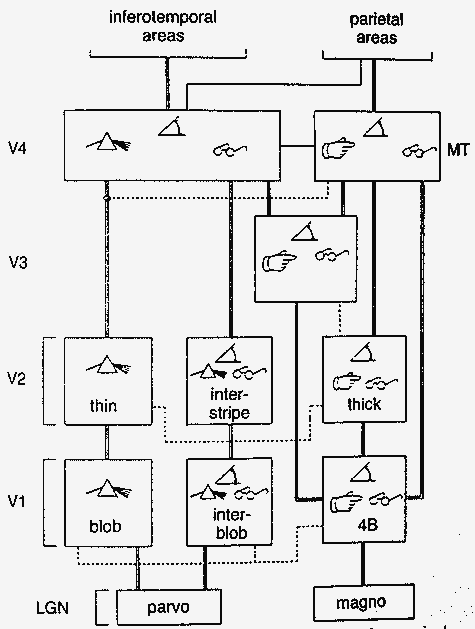 inferotemporal
areas
parietal
areas
V4
MT
V3
V2
thin
inter-
stripe
thick
V1
blob
inter-
blob
4B
LGN
parvo
magno